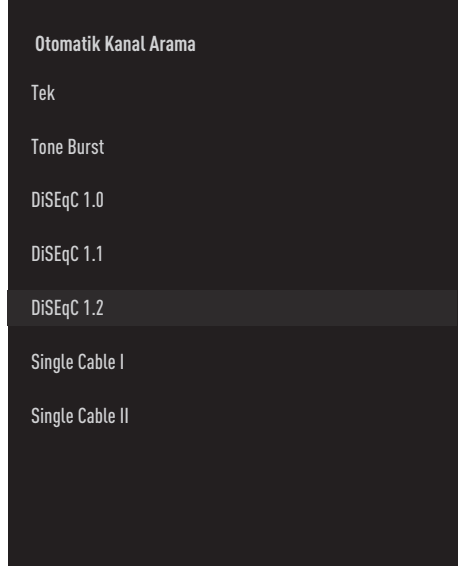 Otomatik Kanal Arama
Tek
Tone Burst
DiSEqC 1.0
DiSEqC 1.1
DiSEqC 1.2
Single Cable I
Single Cable II